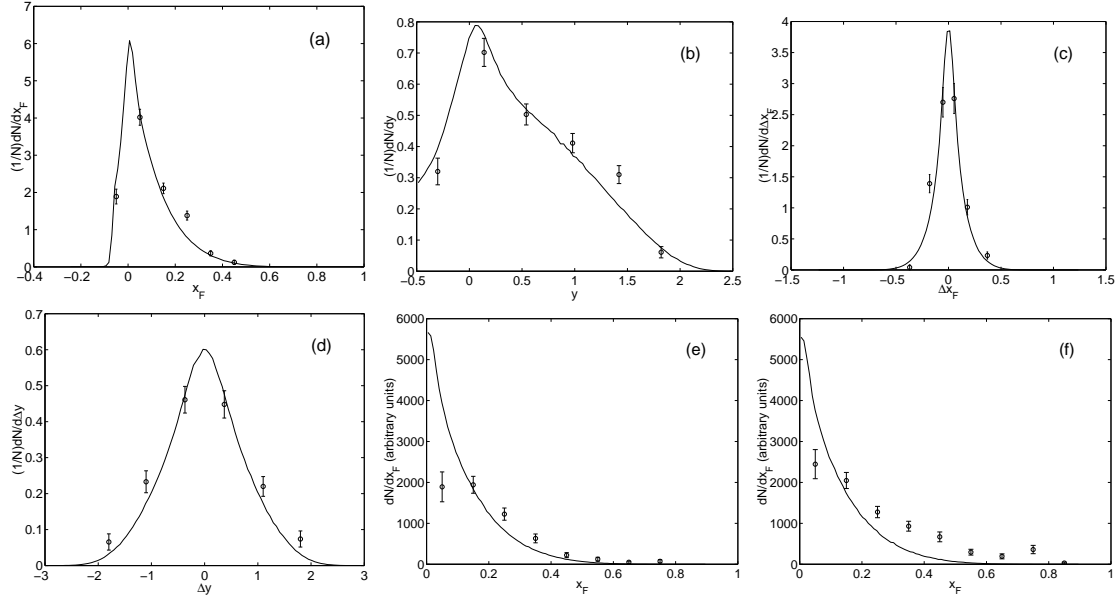 (a)
(1/N)dN/dx_F
7
6
5
4
3
2
1
0
−0.4 −0.2 0 0.2 0.4 0.6 0.8 1
x_F
(b)
(1/N)dN/dy
0.8
0.7
0.6
0.5
0.4
0.3
0.2
0.1
0
−0.5 0 0.5 1 1.5 2 2.5
y
(c)
(1/N)dN/dΔx_F
4
3.5
3
2.5
2
1.5
1
0.5
0
−1.5 −1 −0.5 0 0.5 1 1.5
Δx_F
(d)
(1/N)dN/dΔy
0.7
0.6
0.5
0.4
0.3
0.2
0.1
0
−3 −2 −1 0 1 2 3
Δy
(e)
dN/dx_F (arbitrary units)
6000
5000
4000
3000
2000
1000
0
0 0.2 0.4 0.6 0.8 1
x_F
(f)
dN/dx_F (arbitrary units)
6000
5000
4000
3000
2000
1000
0
0 0.2 0.4 0.6 0.8 1
x_F